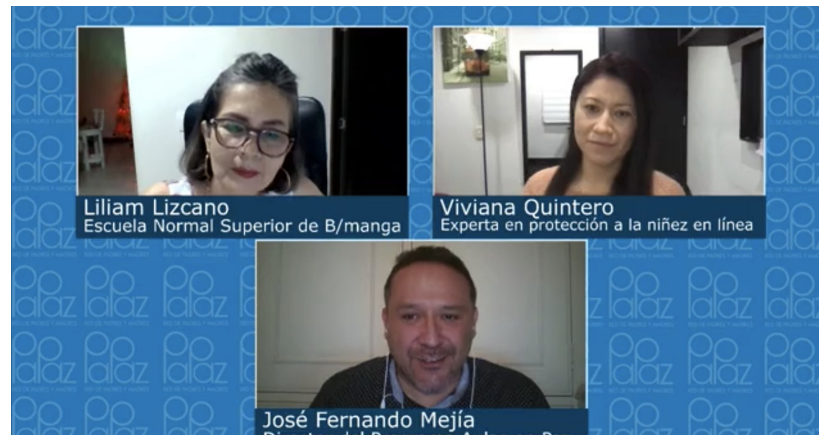 Liliam Lizcano
Escuela Normal Superior de B/manga
Viviana Quintero
Experta en protección a la niñez en línea
José Fernando Mejía